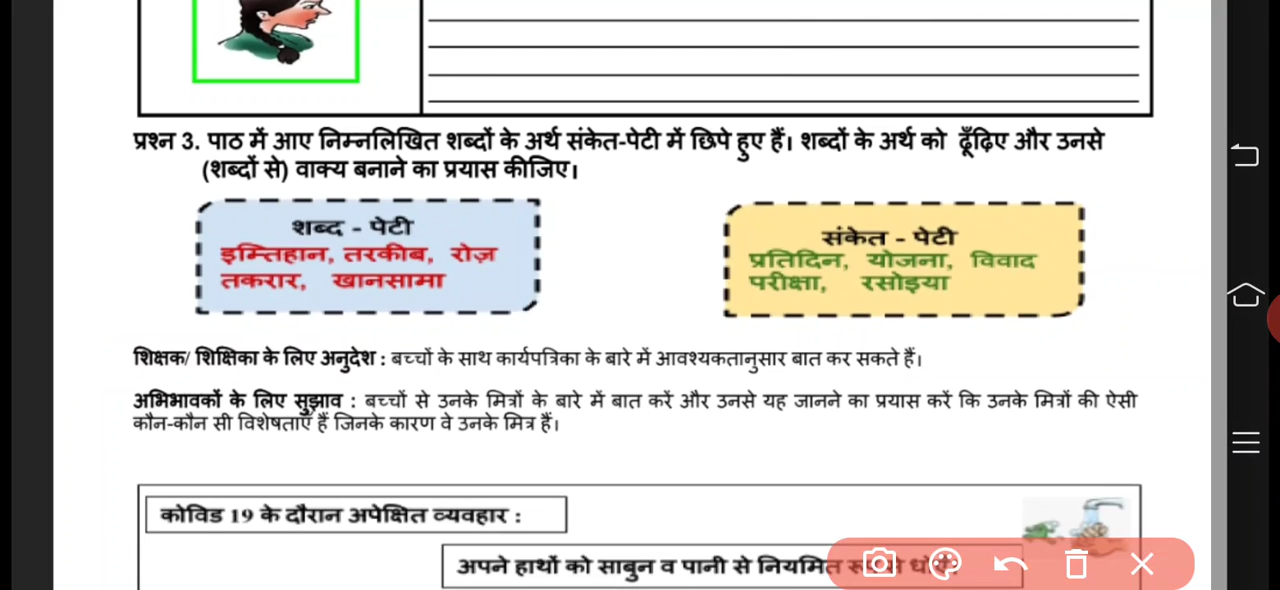 प्रश्न 3. पाठ में आए निम्नलिखित शब्दों के अर्थ संकेत-पेटी में छिपे हुए हैं। शब्दों के अर्थ को ढूँढ़िए और उनसे
(शब्दों से) वाक्य बनाने का प्रयास कीजिए।
शब्द - पेटी
इम्तिहान, तरकीब, रोज़
तकरार, खानसामा
संकेत - पेटी
प्रतिदिन, योजना, विवाद
परीक्षा, रसोइया
शिक्षक/ शिक्षिका के लिए अनुदेश : बच्चों के साथ कार्यपत्रिका के बारे में आवश्यकतानुसार बात कर सकते हैं।
अभिभावकों के लिए सुझाव : बच्चों से उनके मित्रों के बारे में बात करें और उनसे यह जानने का प्रयास करें कि उनके मित्रों की ऐसी
कौन-कौन सी विशेषताएँ हैं जिनके कारण वे उनके मित्र हैं।
कोविड 19 के दौरान अपेक्षित व्यवहार :
अपने हाथों को साबुन व पानी से नियमित रूप से धोएँ।